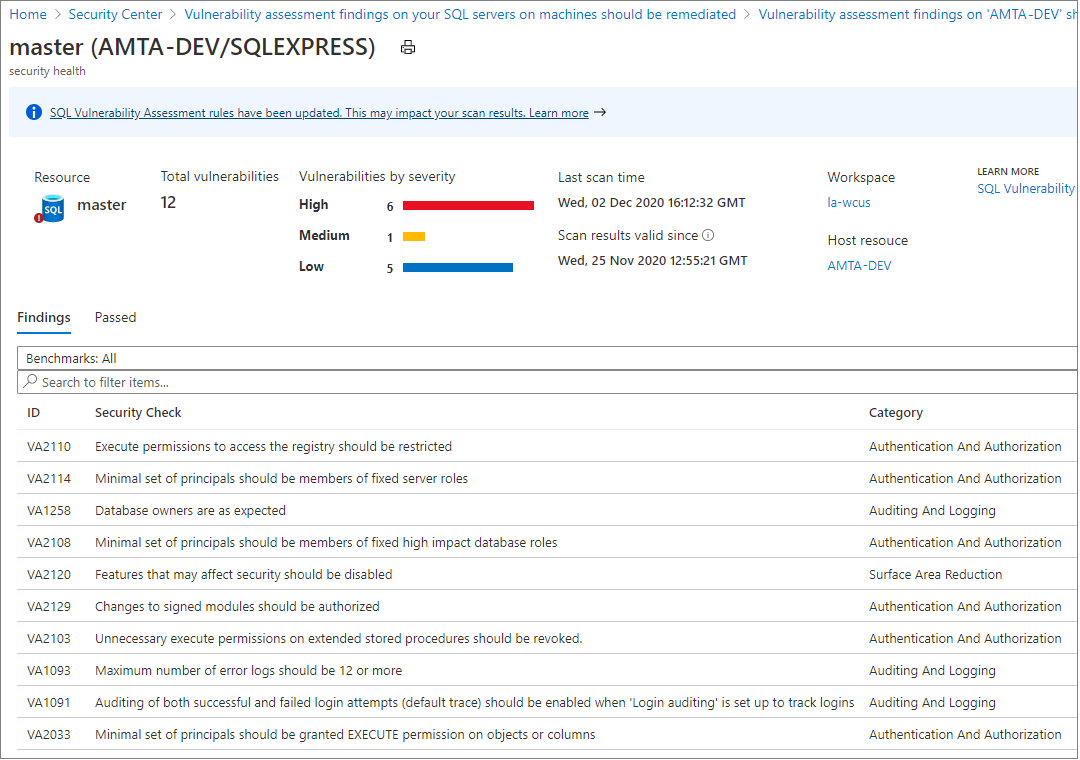 Home > Security Center > Vulnerability assessment findings on your SQL servers on machines should be remediated > Vulnerability assessment findings on 'AMTA-DEV' sh
master (AMTA-DEV/SQLEXPRESS)
security health
SQL Vulnerability Assessment rules have been updated. This may impact your scan results. Learn more →
Resource
SQL
master
Total vulnerabilities
12
Vulnerabilities by severity
High 6
Medium 1
Low 5
Last scan time
Wed, 02 Dec 2020 16:12:32 GMT
Scan results valid since
Wed, 25 Nov 2020 12:55:21 GMT
Workspace
la-wcus
Host resouce
AMTA-DEV
LEARN MORE
SQL Vulnerability
Findings Passed
Benchmarks: All
Search to filter items...
ID Security Check Category
VA2110 Execute permissions to access the registry should be restricted Authentication And Authorization
VA2114 Minimal set of principals should be members of fixed server roles Authentication And Authorization
VA1258 Database owners are as expected Auditing And Logging
VA2108 Minimal set of principals should be members of fixed high impact database roles Authentication And Authorization
VA2120 Features that may affect security should be disabled Surface Area Reduction
VA2129 Changes to signed modules should be authorized Authentication And Authorization
VA2103 Unnecessary execute permissions on extended stored procedures should be revoked. Authentication And Authorization
VA1093 Maximum number of error logs should be 12 or more Auditing And Logging
VA1091 Auditing of both successful and failed login attempts (default trace) should be enabled when 'Login auditing' is set up to track logins Auditing And Logging
VA2033 Minimal set of principals should be granted EXECUTE permission on objects or columns Authentication And Authorization